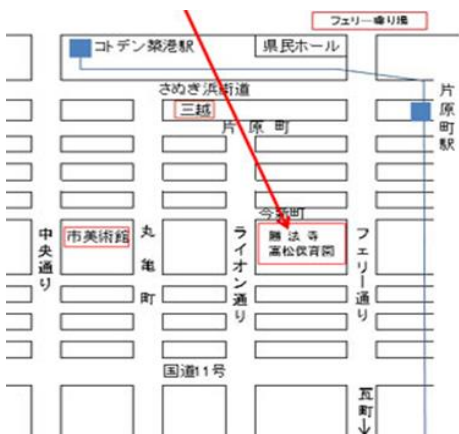 フェリー乗り場
コトデン築港駅
県民ホール
さぬき浜街道
三越
片原町
片原町駅
今新町
中央通り
市美術館
丸亀町
ライオン通り
勝法寺
高松保育園
フェリー通り
国道11号
瓦町↓